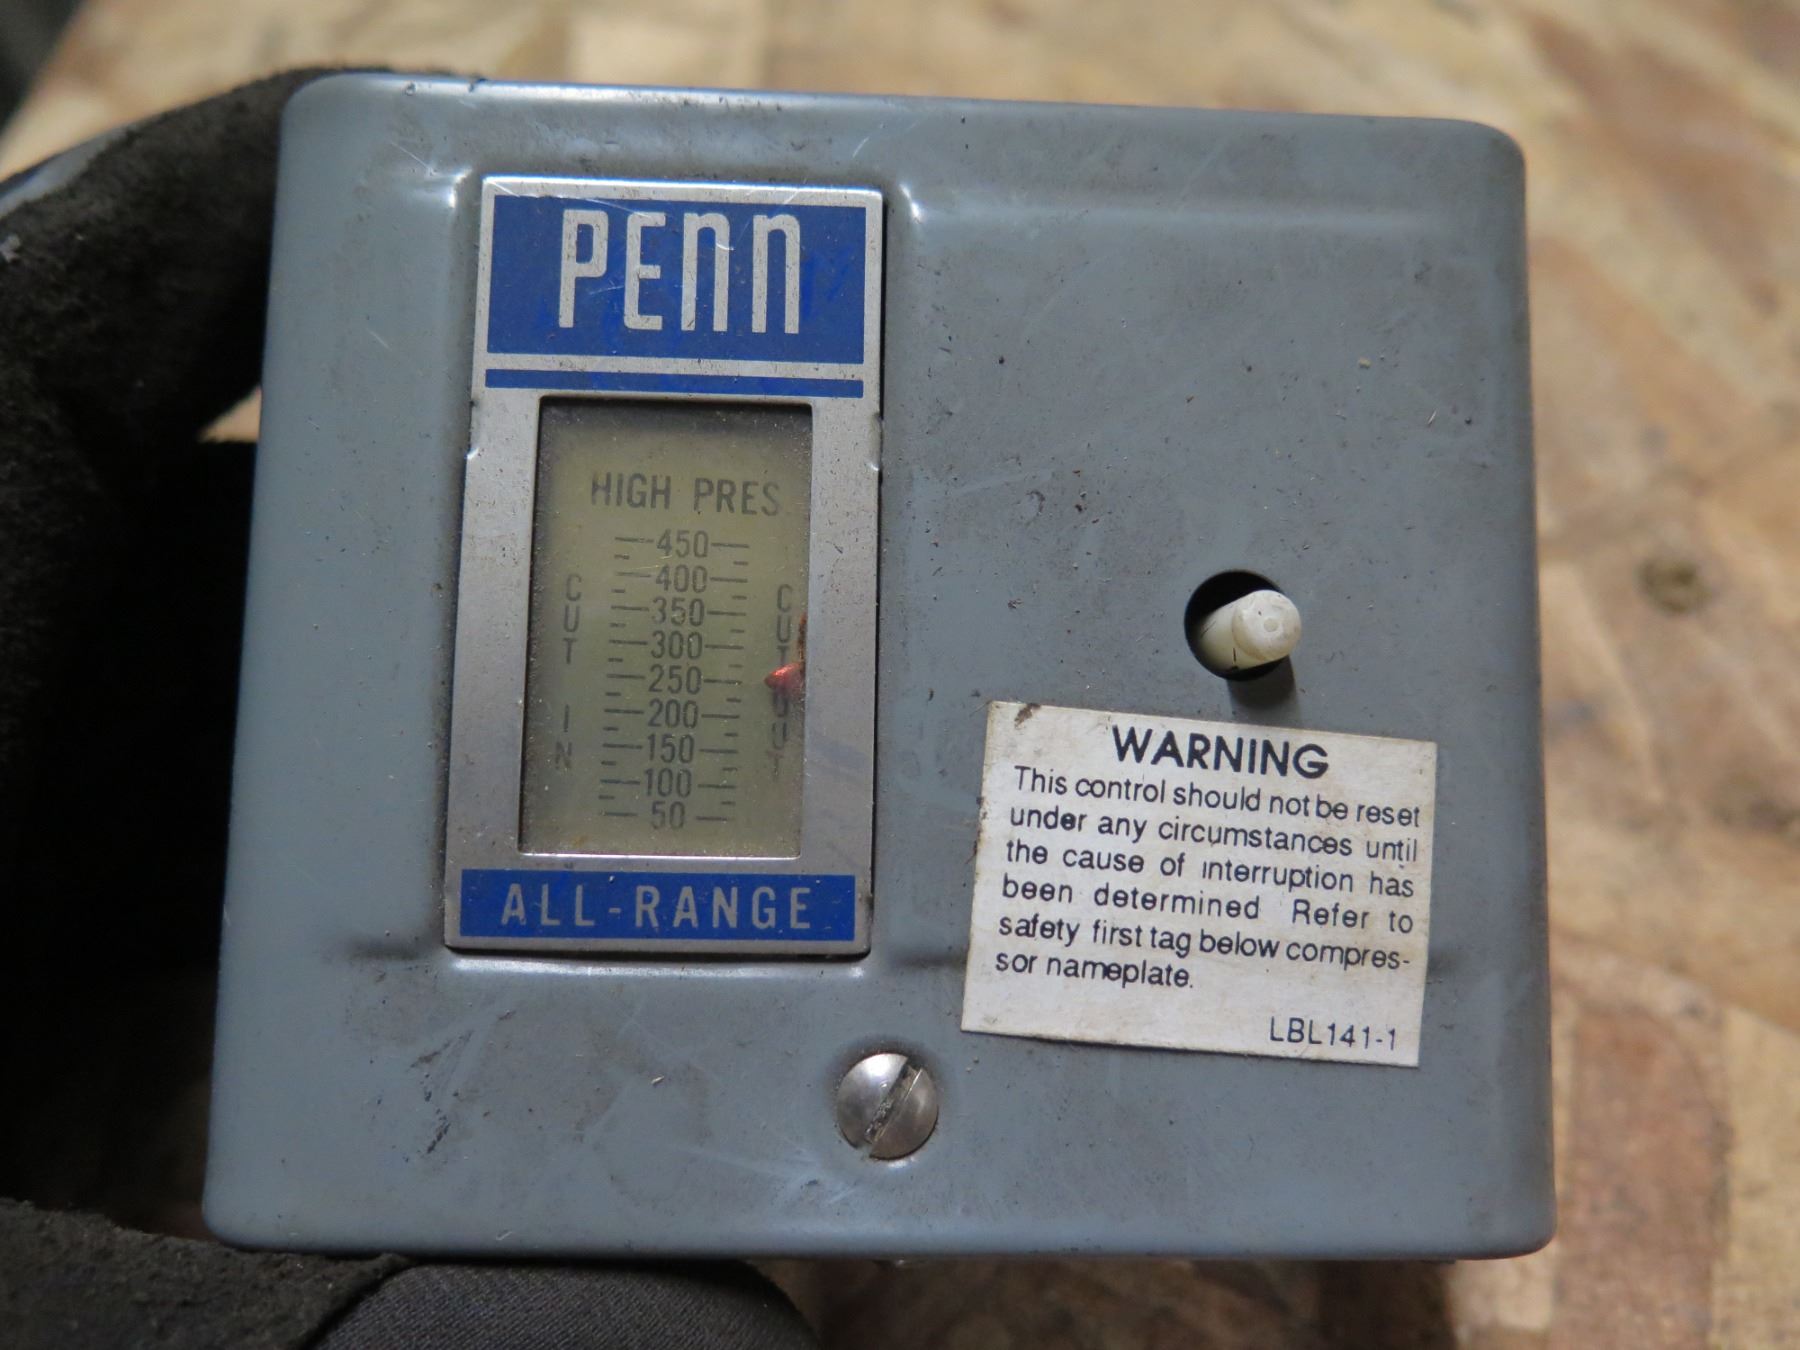 PENN
HIGH PRES.
450
400
350
300
250
200
150
100
50
CUT IN
CUT OUT
ALL-RANGE
WARNING
This control should not be reset
under any circumstances until
the cause of interruption has
been determined Refer to
safety first tag below compres-
sor nameplate.
LBL141-1